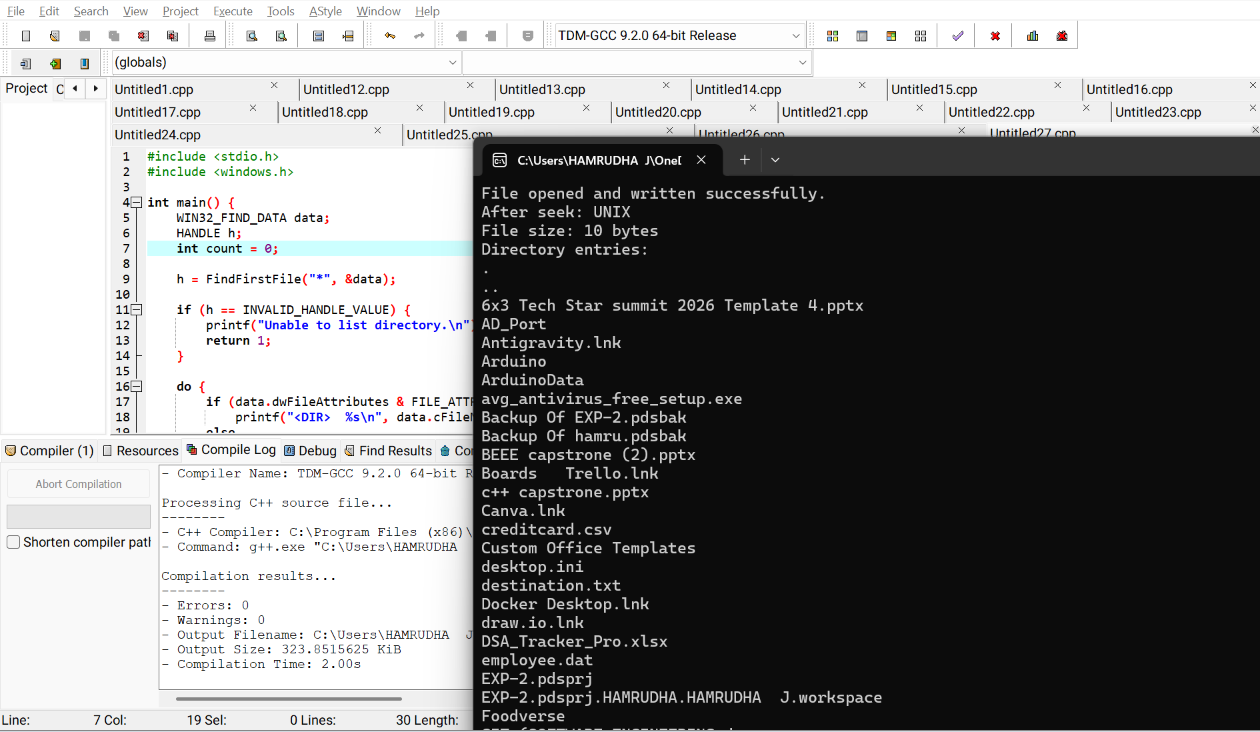 File Edit Search View Project Execute Tools AStyle Window Help
TDM-GCC 9.2.0 64-bit Release
(globals)
Project C
Untitled1.cpp Untitled12.cpp Untitled13.cpp Untitled14.cpp Untitled15.cpp Untitled16.cpp
Untitled17.cpp Untitled18.cpp Untitled19.cpp Untitled20.cpp Untitled21.cpp Untitled22.cpp Untitled23.cpp
Untitled24.cpp Untitled25.cpp Untitled26.cpp Untitled27.cpp
1 #include <stdio.h>
2 #include <windows.h>
3
4 int main() {
5 WIN32_FIND_DATA data;
6 HANDLE h;
7 int count = 0;
8
9 h = FindFirstFile("*", &data);
10
11 if (h == INVALID_HANDLE_VALUE) {
12 printf("Unable to list directory.\n"
13 return 1;
14 }
15
16 do {
17 if (data.dwFileAttributes & FILE_ATTR
18 printf("<DIR>  %s\n", data.cFileN
19 else
Compiler (1) Resources Compile Log Debug Find Results Co
Abort Compilation
Shorten compiler path
- Compiler Name: TDM-GCC 9.2.0 64-bit R
Processing C++ source file...
--------
- C++ Compiler: C:\Program Files (x86)\
- Command: g++.exe "C:\Users\HAMRUDHA
Compilation results...
--------
- Errors: 0
- Warnings: 0
- Output Filename: C:\Users\HAMRUDHA  J
- Output Size: 323.8515625 KiB
- Compilation Time: 2.00s
Line: 7 Col: 19 Sel: 0 Lines: 30 Length:
C:\Users\HAMRUDHA  J\OneD
File opened and written successfully.
After seek: UNIX
File size: 10 bytes
Directory entries:
.
..
6x3 Tech Star summit 2026 Template 4.pptx
AD_Port
Antigravity.lnk
Arduino
ArduinoData
avg_antivirus_free_setup.exe
Backup Of EXP-2.pdsbak
Backup Of hamru.pdsbak
BEEE capstrone (2).pptx
Boards   Trello.lnk
c++ capstrone.pptx
Canva.lnk
creditcard.csv
Custom Office Templates
desktop.ini
destination.txt
Docker Desktop.lnk
draw.io.lnk
DSA_Tracker_Pro.xlsx
employee.dat
EXP-2.pdsprj
EXP-2.pdsprj.HAMRUDHA.HAMRUDHA  J.workspace
Foodverse